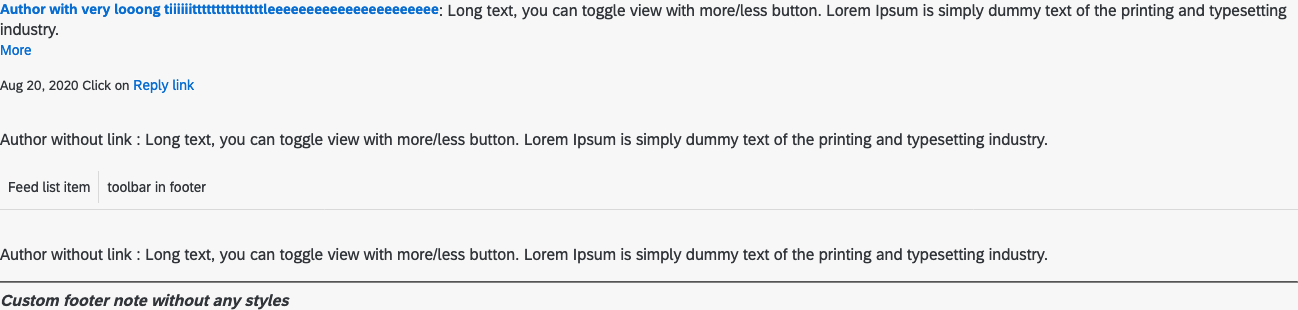 Author with very looong tiiiiiittttttttttttttttleeeeeeeeeeeeeeeeeeeeee: Long text, you can toggle view with more/less button. Lorem Ipsum is simply dummy text of the printing and typesetting
industry.
More
Aug 20, 2020 Click on Reply link
Author without link : Long text, you can toggle view with more/less button. Lorem Ipsum is simply dummy text of the printing and typesetting industry.
Feed list item toolbar in footer
Author without link : Long text, you can toggle view with more/less button. Lorem Ipsum is simply dummy text of the printing and typesetting industry.
Custom footer note without any styles